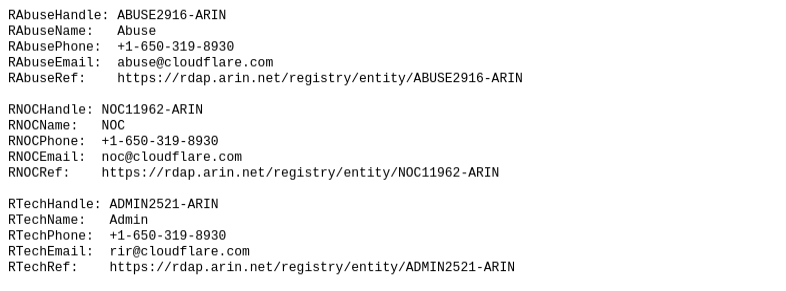 RAbuseHandle: ABUSE2916-ARIN
RAbuseName:   Abuse
RAbusePhone:  +1-650-319-8930
RAbuseEmail:  abuse@cloudflare.com
RAbuseRef:    https://rdap.arin.net/registry/entity/ABUSE2916-ARIN

RNOCHandle: NOC11962-ARIN
RNOCName:   NOC
RNOCPhone:  +1-650-319-8930
RNOCEmail:  noc@cloudflare.com
RNOCRef:    https://rdap.arin.net/registry/entity/NOC11962-ARIN

RTechHandle: ADMIN2521-ARIN
RTechName:   Admin
RTechPhone:  +1-650-319-8930
RTechEmail:  rir@cloudflare.com
RTechRef:    https://rdap.arin.net/registry/entity/ADMIN2521-ARIN